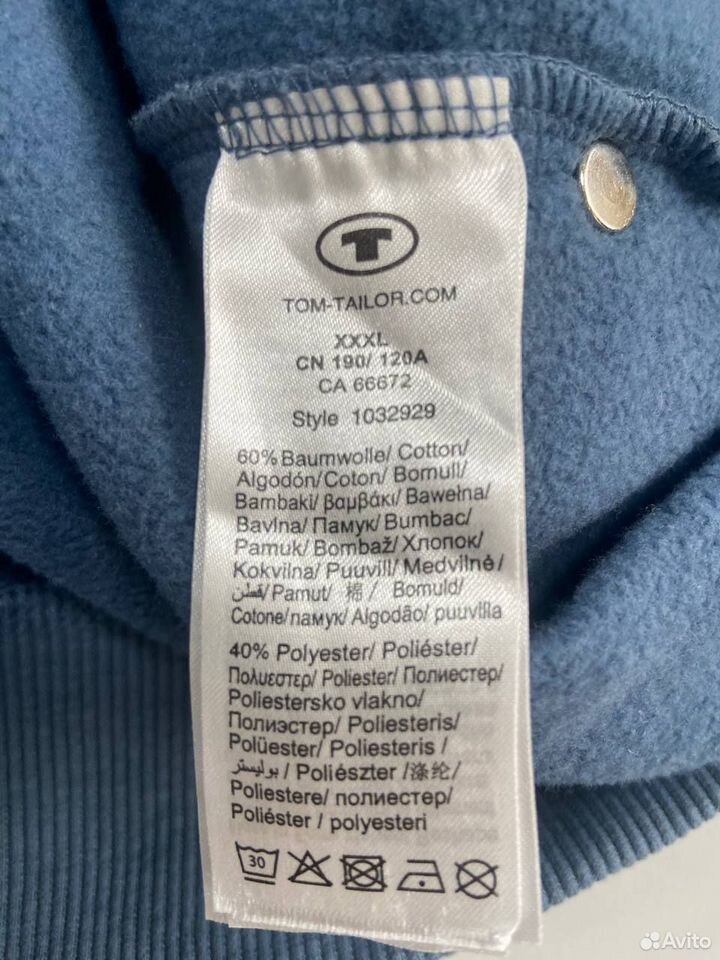 T
TOM-TAILOR.COM
XXXL
CN 190/ 120A
CA 66672
Style 1032929
60% Baumwolle/ Cotton/
Algodón/Coton/ Bomull/
Bambaki/ βαμβάκι/ Bawełna/
Bavlna/ Памук/ Bumbac/
Pamuk/ Bombaž/ Хлопок/
Kokvilna/ Puuvill/ Medvilnė/
قطن/ Pamut/ 棉/ Bomuld/
Cotone/памук/ Algodão/ puuvilla
40% Polyester/ Poliéster/
Πολυεστερ/ Poliester/ Полиестер/
Poliestersko vlakno/
Полиэстер/ Poliesteris/
Polüester/ Poliesteris /
بوليستر / Poliészter /涤纶/
Poliestere/ полиестер/
Poliéster / polyesteri
30
Avito